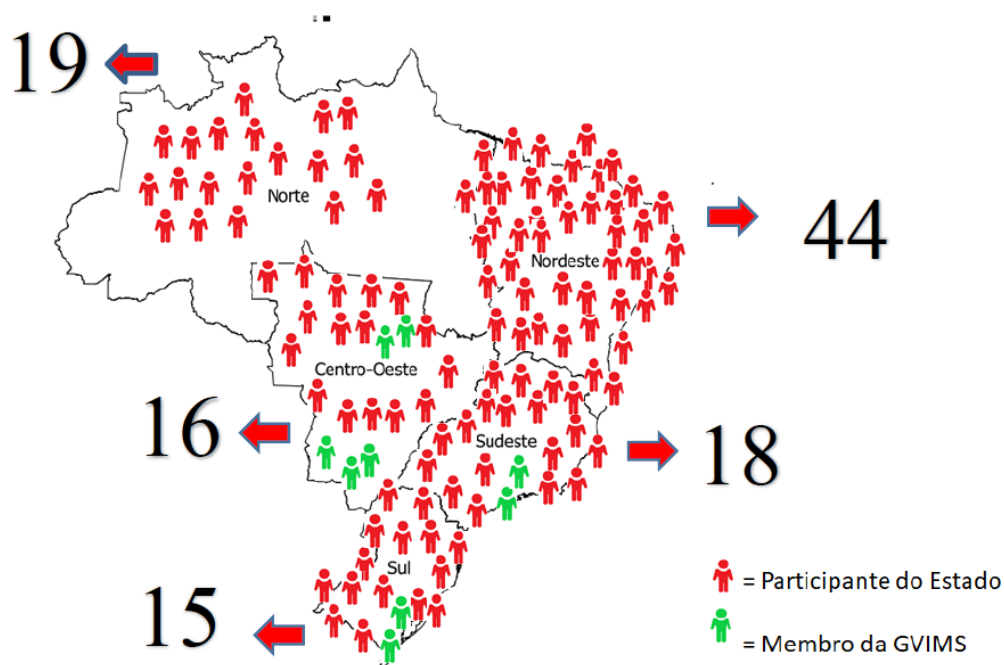 19
Norte
44
Nordeste
Centro-Oeste
16
Sudeste
18
Sul
15
= Participante do Estado
= Membro da GVIMS